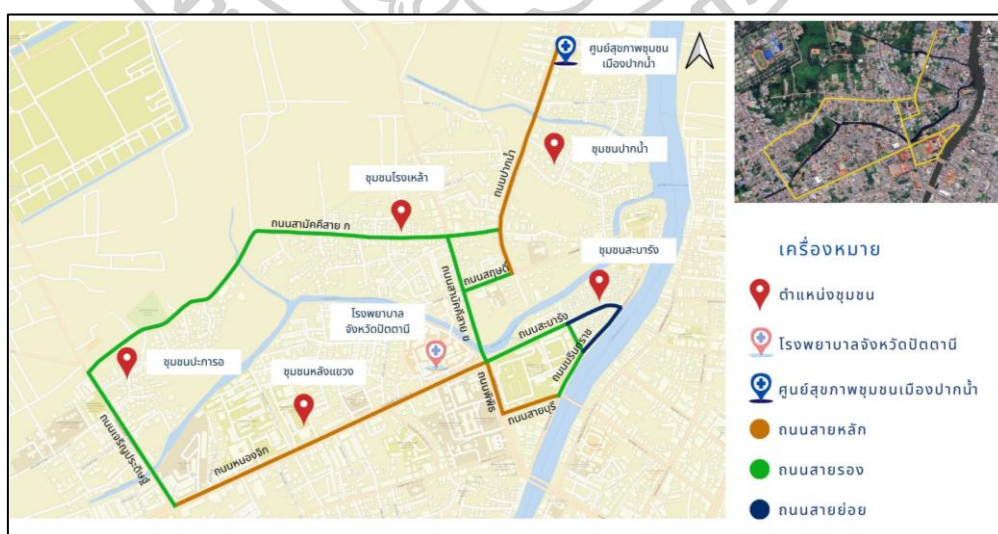 ศูนย์สุขภาพชุมชน
เมืองปากน้ำ
ชุมชนปากน้ำ
ถนนปากน้ำ
ชุมชนโรงเหล้า
ถนนสามัคคีสาย ก
ชุมชนสะบารัง
ถนนสฤษดิ์
ถนนสามัคคีสาย ข
โรงพยาบาล
จังหวัดปัตตานี
ถนนสะบารัง
ชุมชนปะการอ
ชุมชนหลังแขวง
ถนนพิพิธ
ถนนสายบุรี
ถนนหนองจิก
ถนนเจริญประดิษฐ์
เครื่องหมาย
ตำแหน่งชุมชน
โรงพยาบาลจังหวัดปัตตานี
ศูนย์สุขภาพชุมชนเมืองปากน้ำ
ถนนสายหลัก
ถนนสายรอง
ถนนสายย่อย